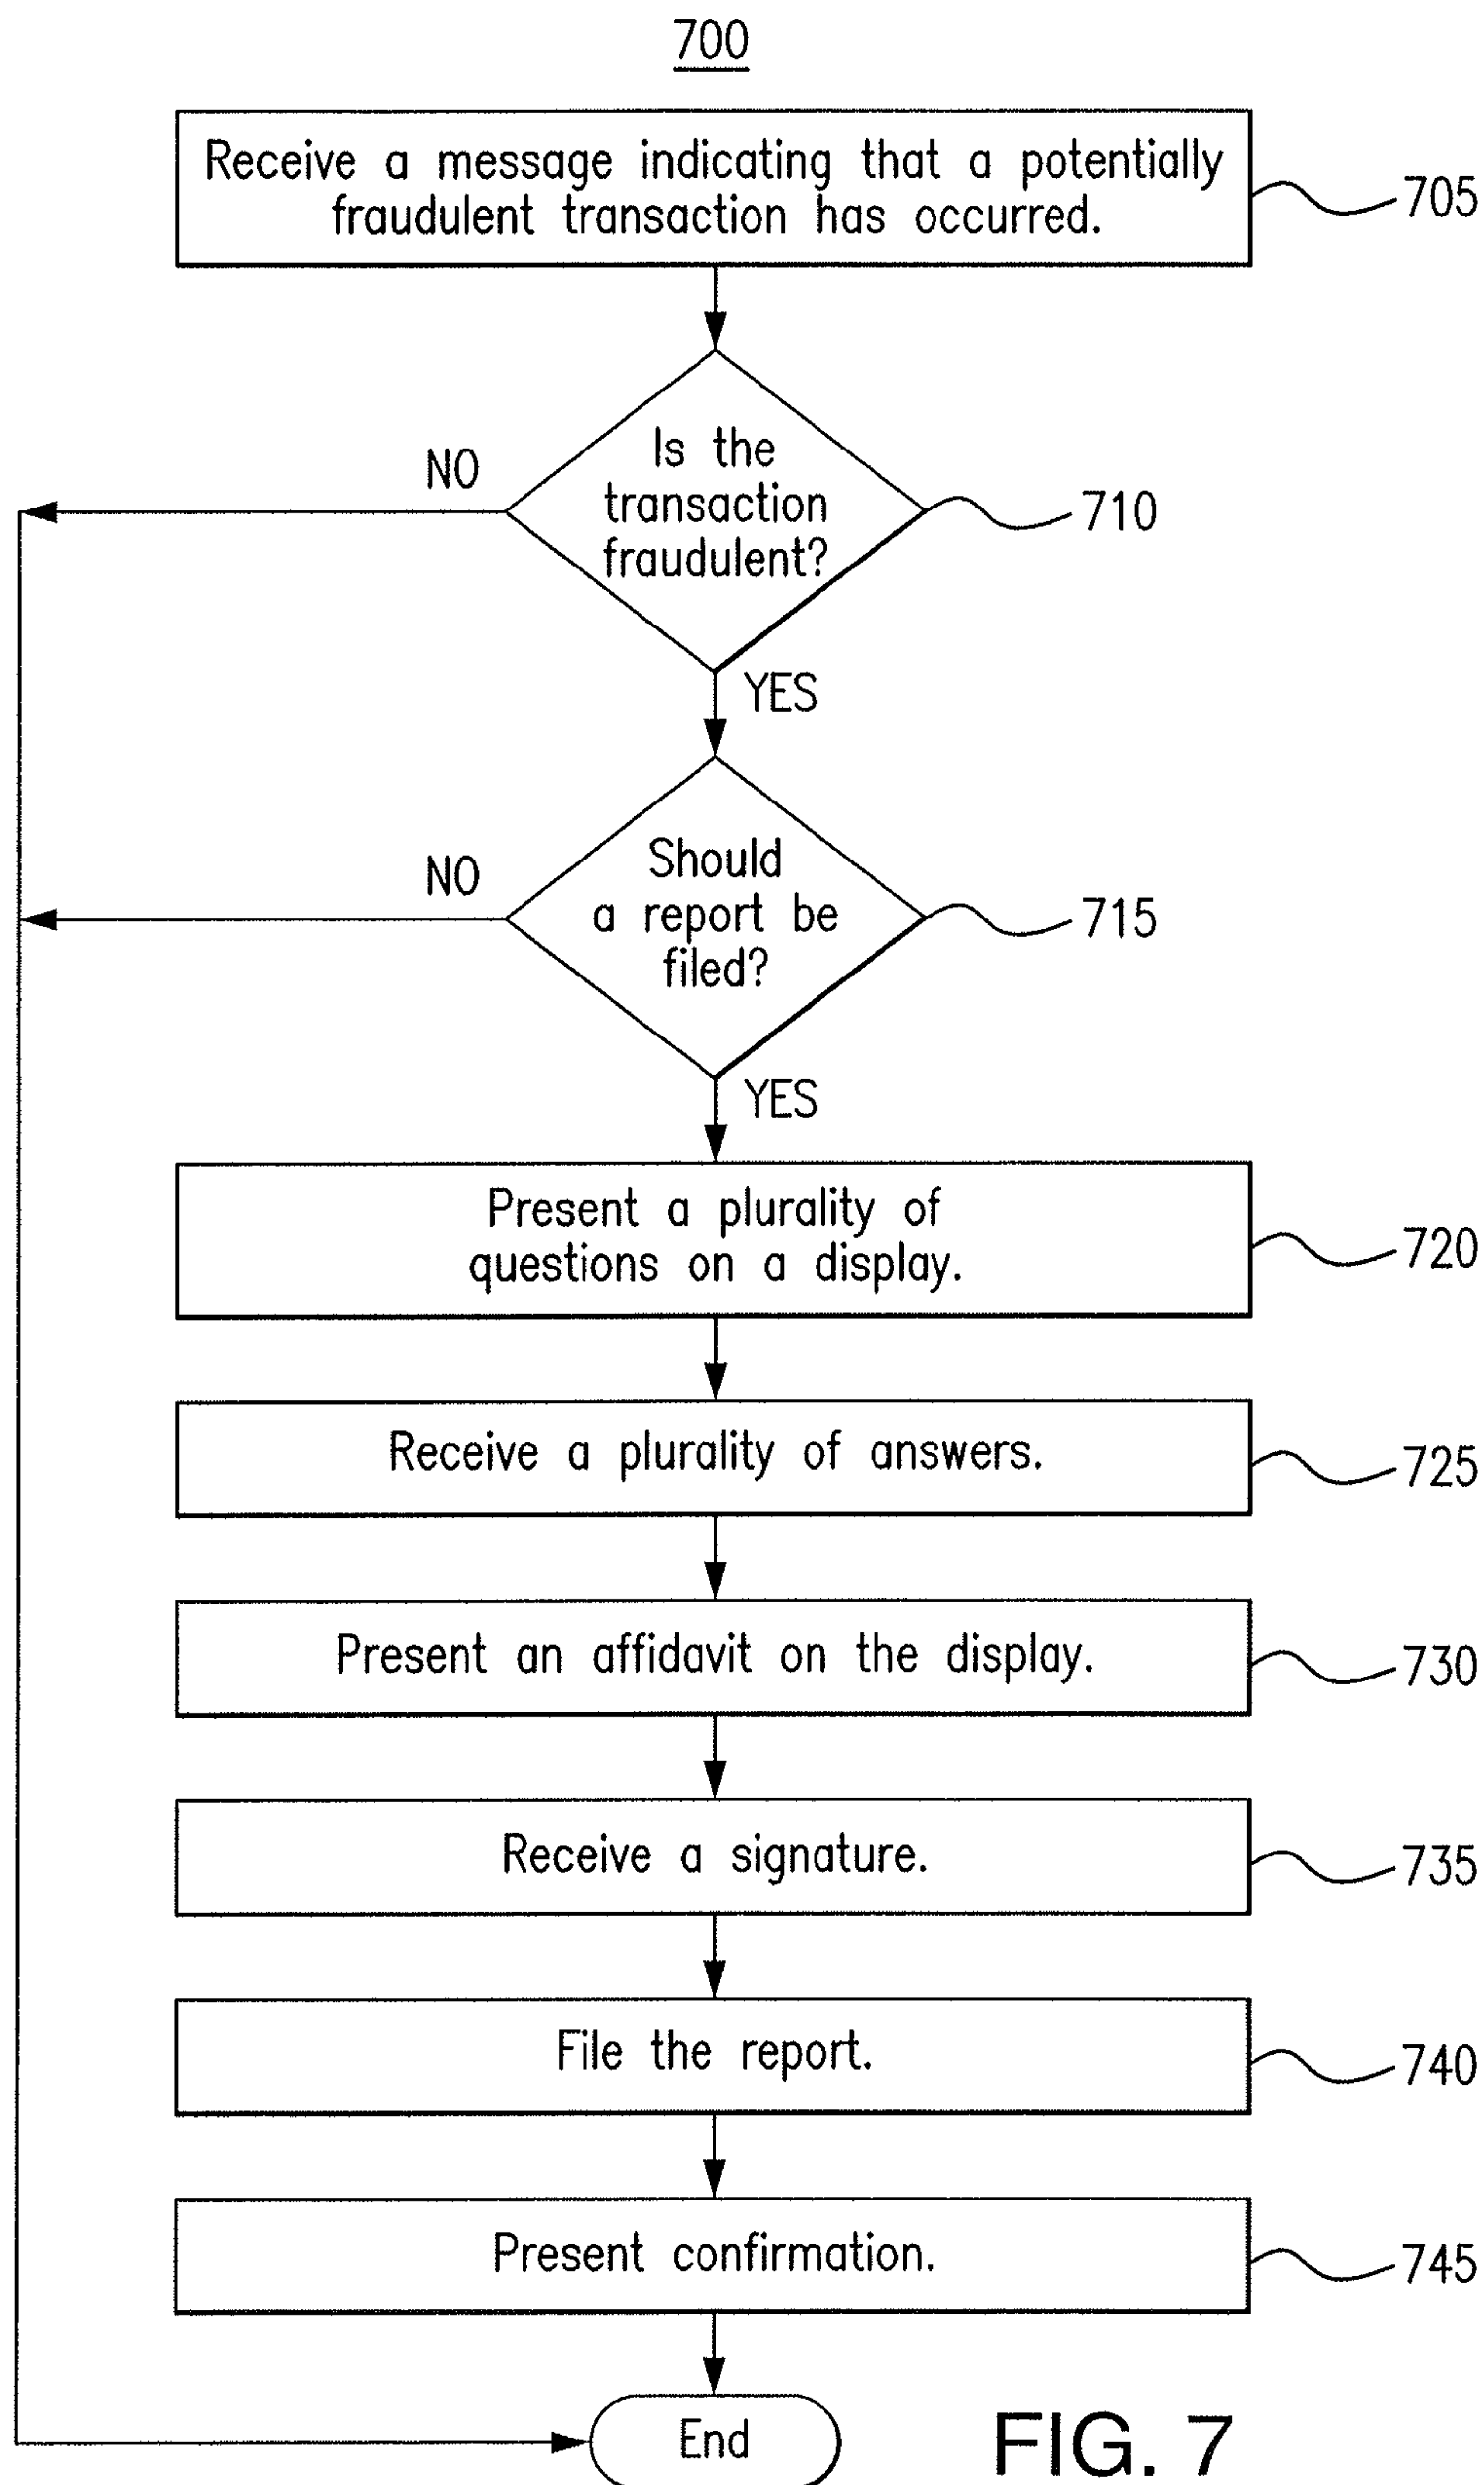 700
Receive a message indicating that a potentially
fraudulent transaction has occurred.
705
Is the
transaction
fraudulent?
NO
710
YES
Should
a report be
filed?
NO
715
YES
Present a plurality of
questions on a display.
720
Receive a plurality of answers.
725
Present an affidavit on the display.
730
Receive a signature.
735
File the report.
740
Present confirmation.
745
End
FIG. 7